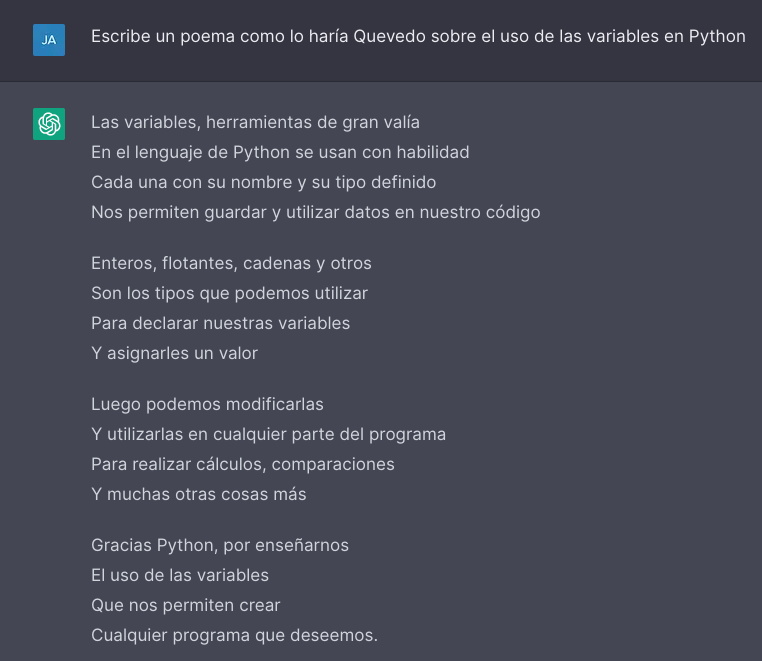 JA
Escribe un poema como lo haría Quevedo sobre el uso de las variables en Python
Las variables, herramientas de gran valía
En el lenguaje de Python se usan con habilidad
Cada una con su nombre y su tipo definido
Nos permiten guardar y utilizar datos en nuestro código
Enteros, flotantes, cadenas y otros
Son los tipos que podemos utilizar
Para declarar nuestras variables
Y asignarles un valor
Luego podemos modificarlas
Y utilizarlas en cualquier parte del programa
Para realizar cálculos, comparaciones
Y muchas otras cosas más
Gracias Python, por enseñarnos
El uso de las variables
Que nos permiten crear
Cualquier programa que deseemos.